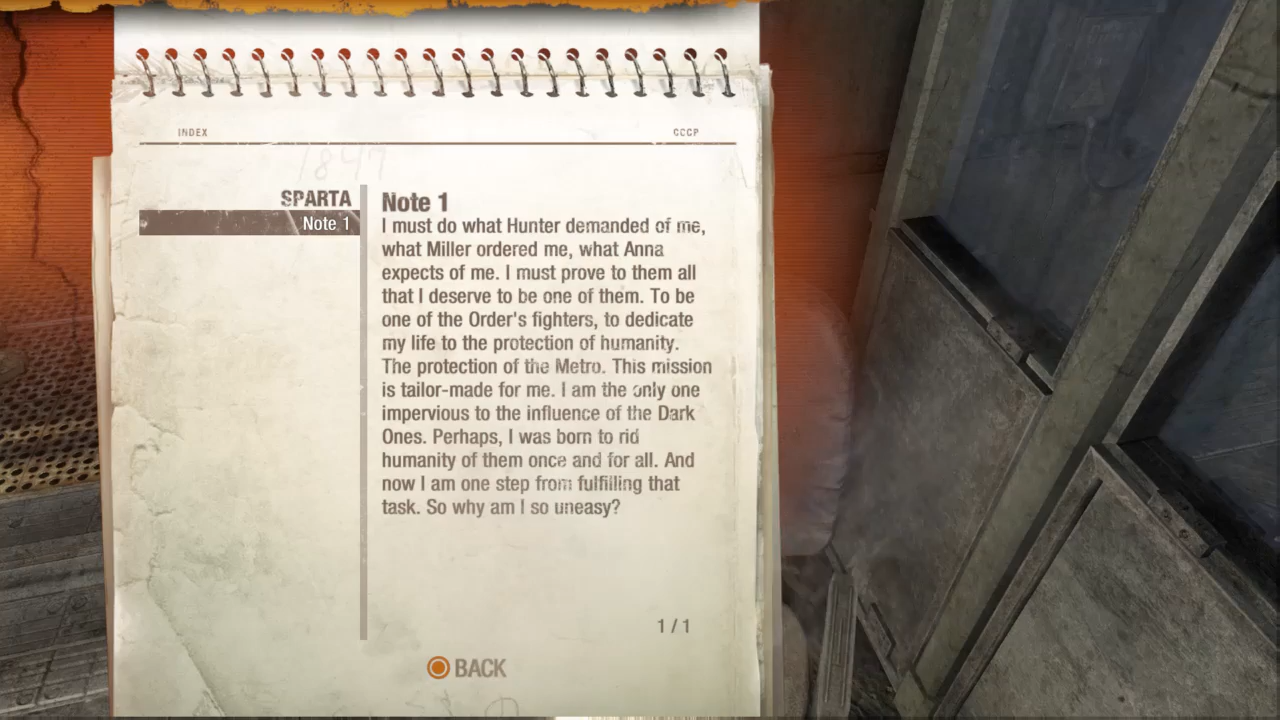 INDEX
CCCP
1847
SPARTA
Note 1
Note 1
I must do what Hunter demanded of me,
what Miller ordered me, what Anna
expects of me. I must prove to them all
that I deserve to be one of them. To be
one of the Order's fighters, to dedicate
my life to the protection of humanity.
The protection of the Metro. This mission
is tailor-made for me. I am the only one
impervious to the influence of the Dark
Ones. Perhaps, I was born to rid
humanity of them once and for all. And
now I am one step from fulfilling that
task. So why am I so uneasy?
1 / 1
BACK